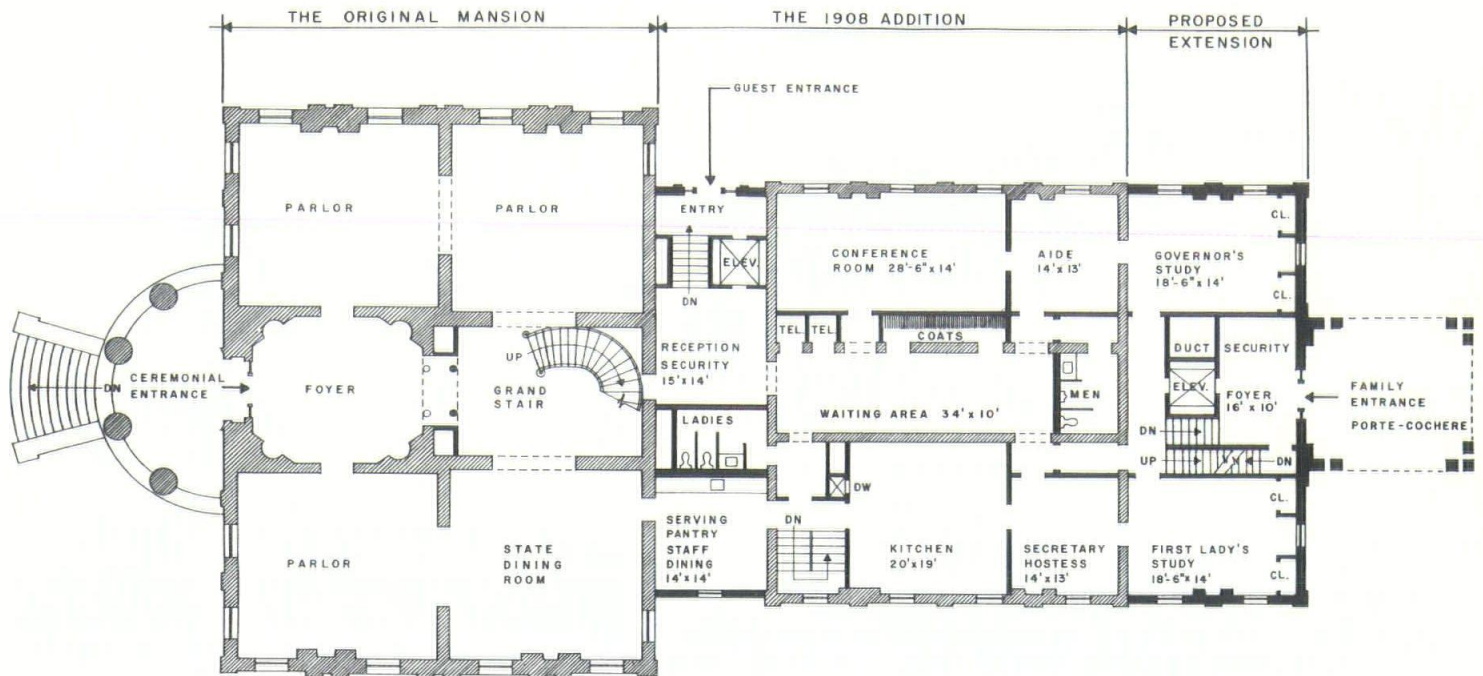 THE ORIGINAL MANSION
THE 1908 ADDITION
PROPOSED
EXTENSION
GUEST ENTRANCE
PARLOR
PARLOR
ENTRY
ELEV.
DN
CONFERENCE
ROOM 28'-6" x 14'
AIDE
14' x 13'
GOVERNOR'S
STUDY
18'-6" x 14'
CL.
CL.
DN
CEREMONIAL
ENTRANCE
FOYER
UP
GRAND
STAIR
RECEPTION
SECURITY
15' x 14'
TEL.
TEL.
COATS
WAITING AREA 34' x 10'
MEN
DUCT
SECURITY
ELEV.
FOYER
16' x 10'
DN
UP
DN
FAMILY
ENTRANCE
PORTE-COCHERE
LADIES
PARLOR
STATE
DINING
ROOM
SERVING
PANTRY
STAFF
DINING
14' x 14'
DN
DW
KITCHEN
20' x 19'
SECRETARY
HOSTESS
14' x 13'
FIRST LADY'S
STUDY
18'-6" x 14'
CL.
CL.